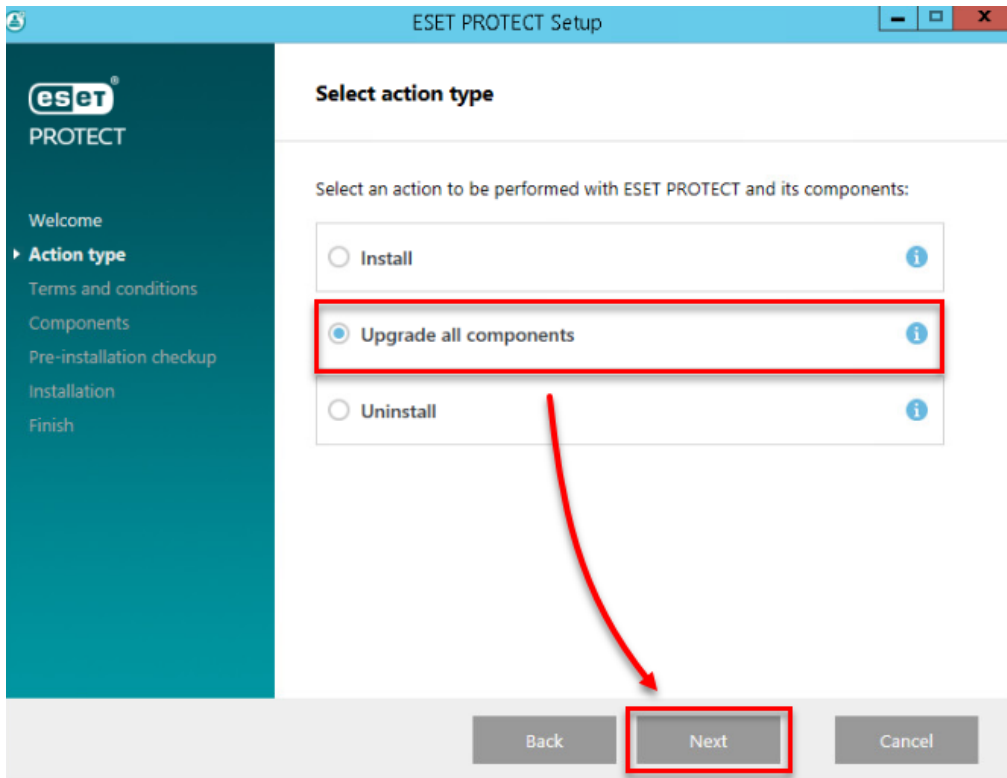 ESET PROTECT Setup
eseT®
PROTECT
Welcome
Action type
Terms and conditions
Components
Pre-installation checkup
Installation
Finish
Select action type
Select an action to be performed with ESET PROTECT and its components:
Install
Upgrade all components
Uninstall
Back
Next
Cancel